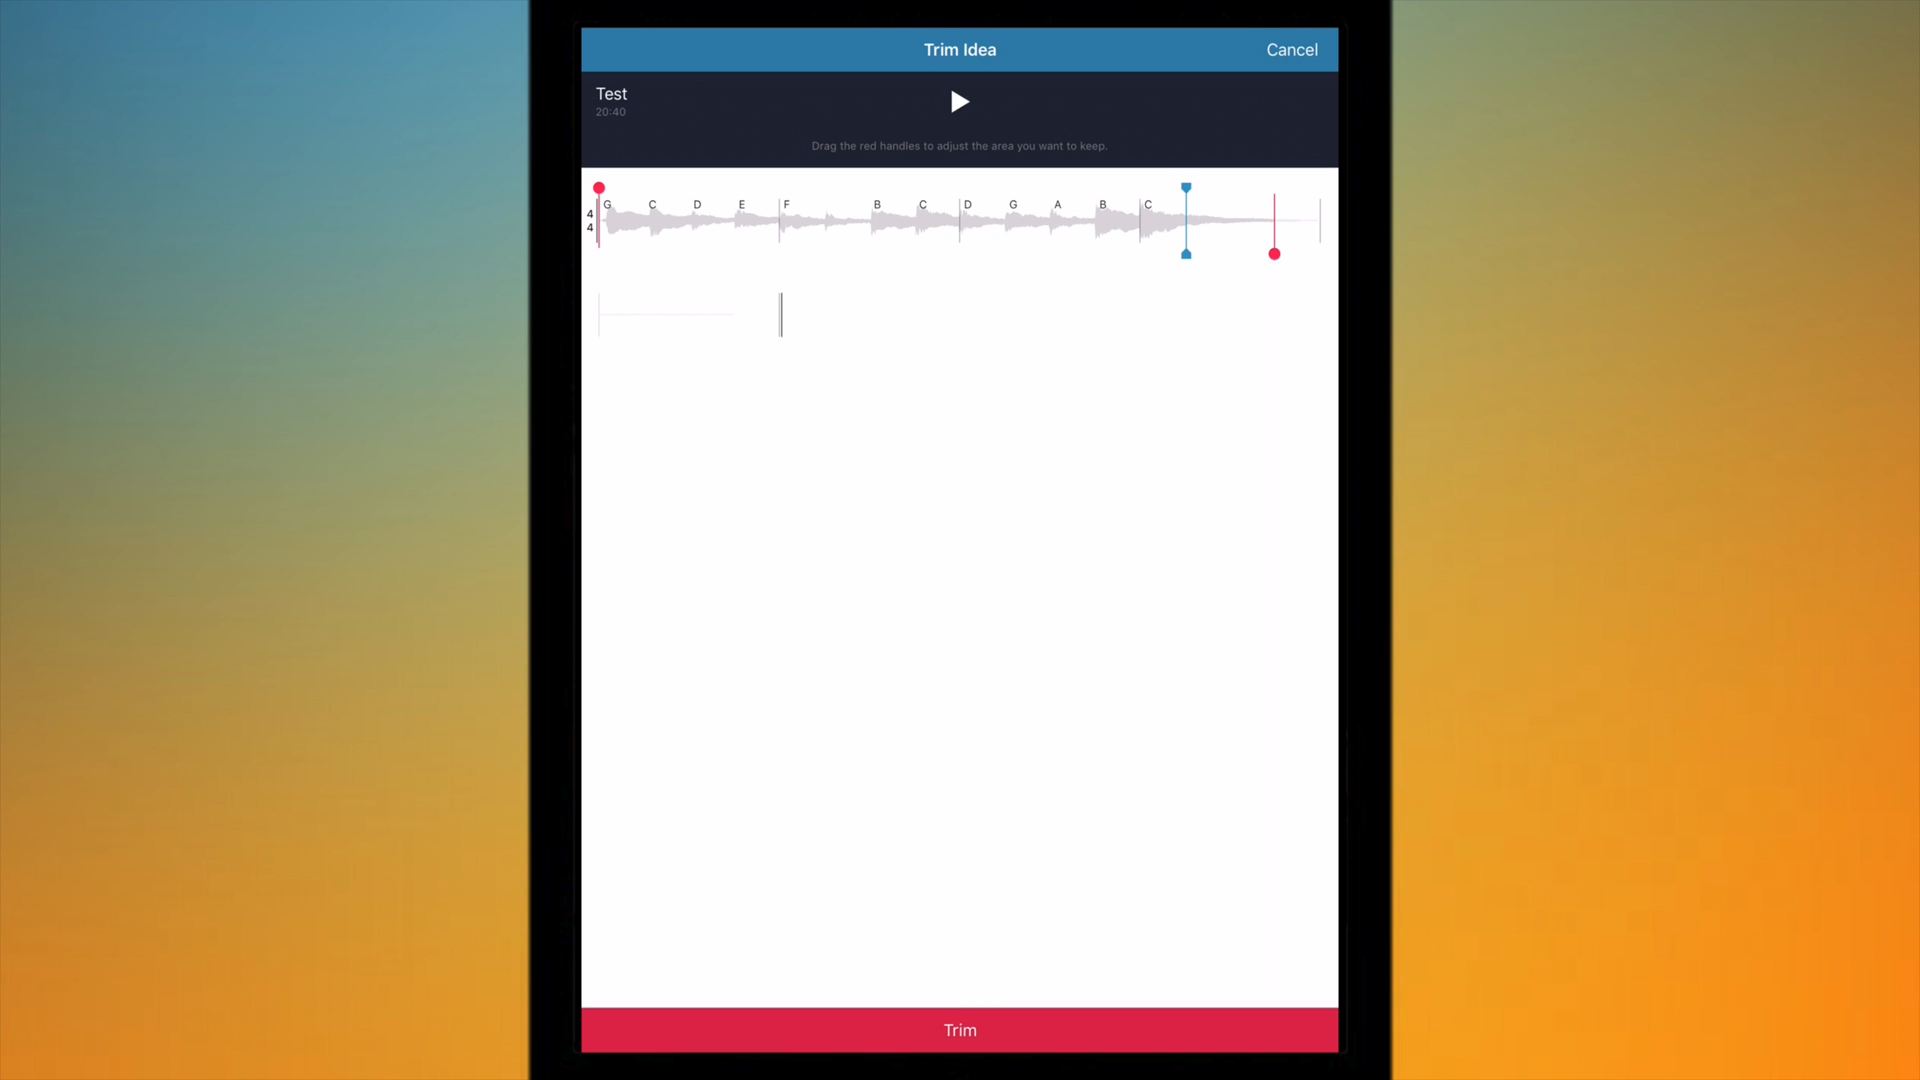 Trim Idea Cancel
Test
20:40
Drag the red handles to adjust the area you want to keep.
G C D E F B C D G A B C
4
4
Trim